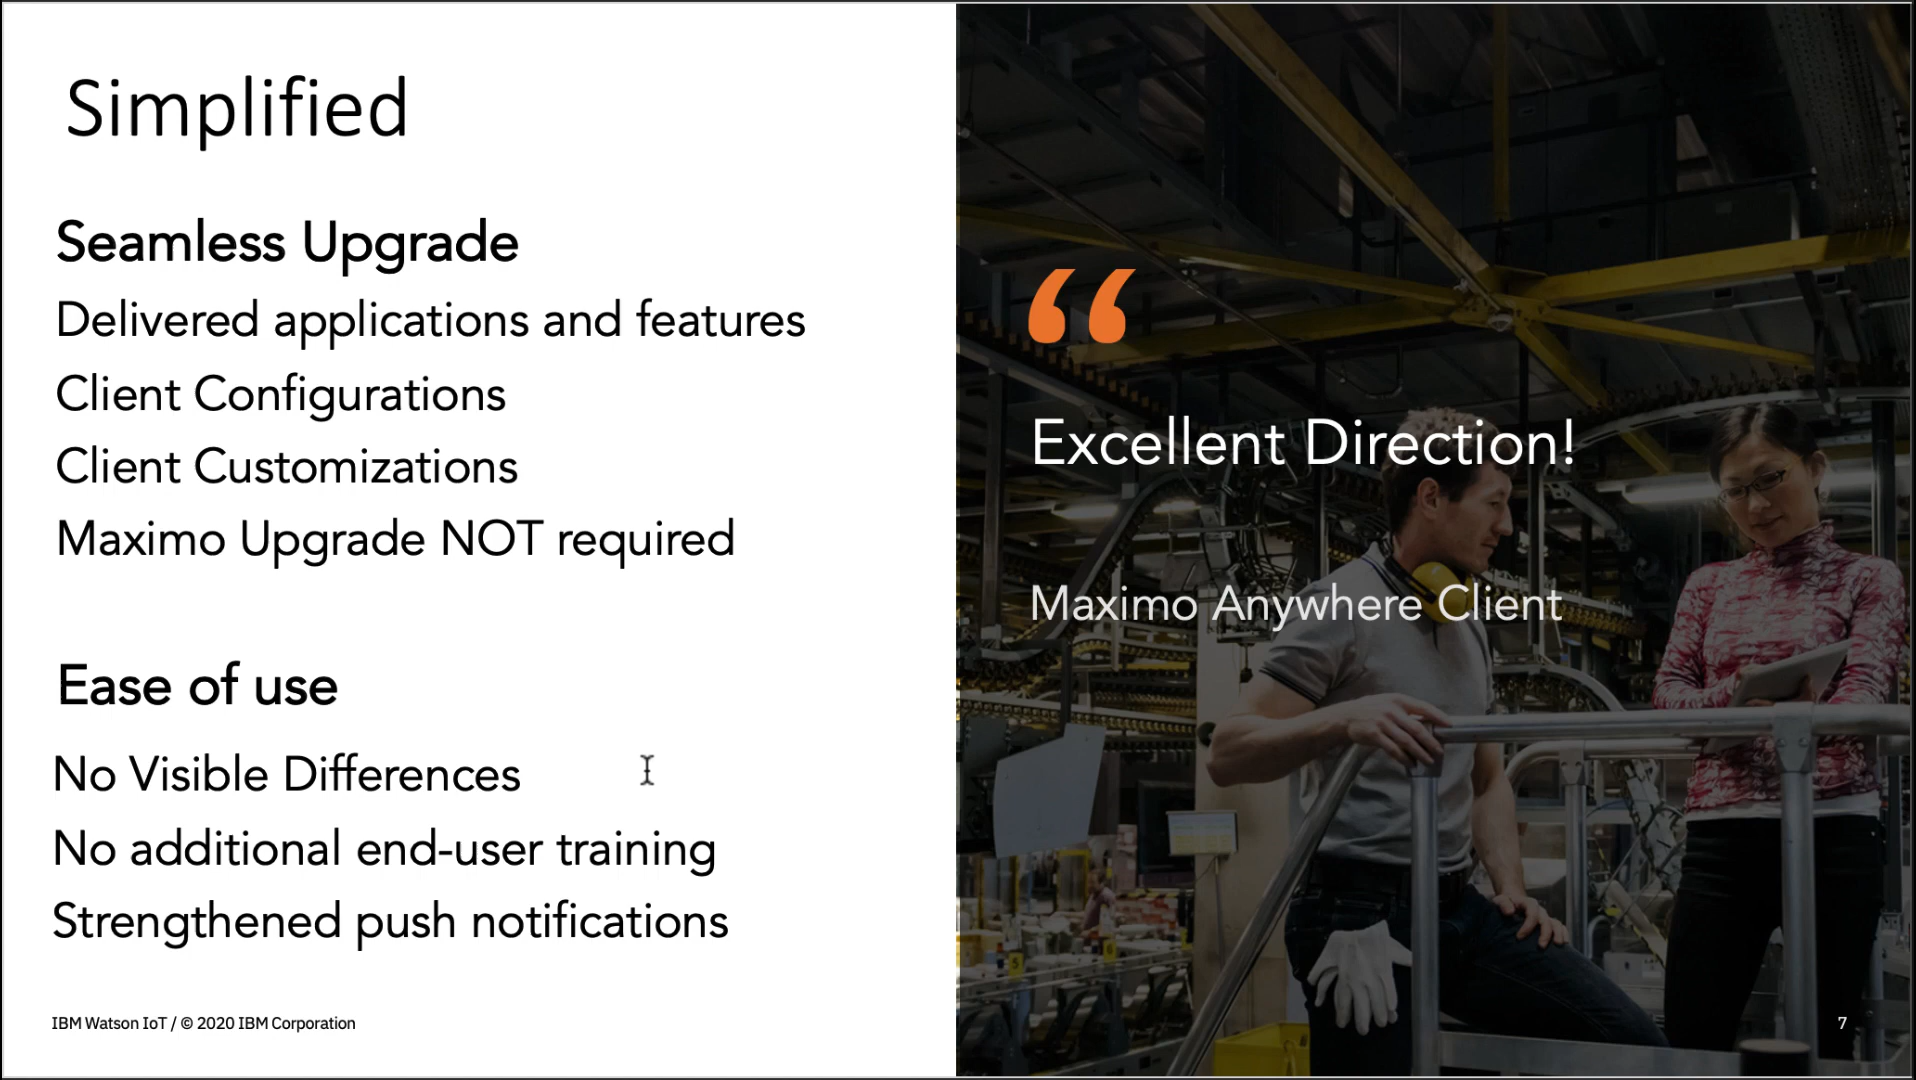 Simplified
Seamless Upgrade
Delivered applications and features
Client Configurations
Client Customizations
Maximo Upgrade NOT required
Ease of use
No Visible Differences
No additional end-user training
Strengthened push notifications
IBM Watson IoT / © 2020 IBM Corporation
“
Excellent Direction!
Maximo Anywhere Client
7